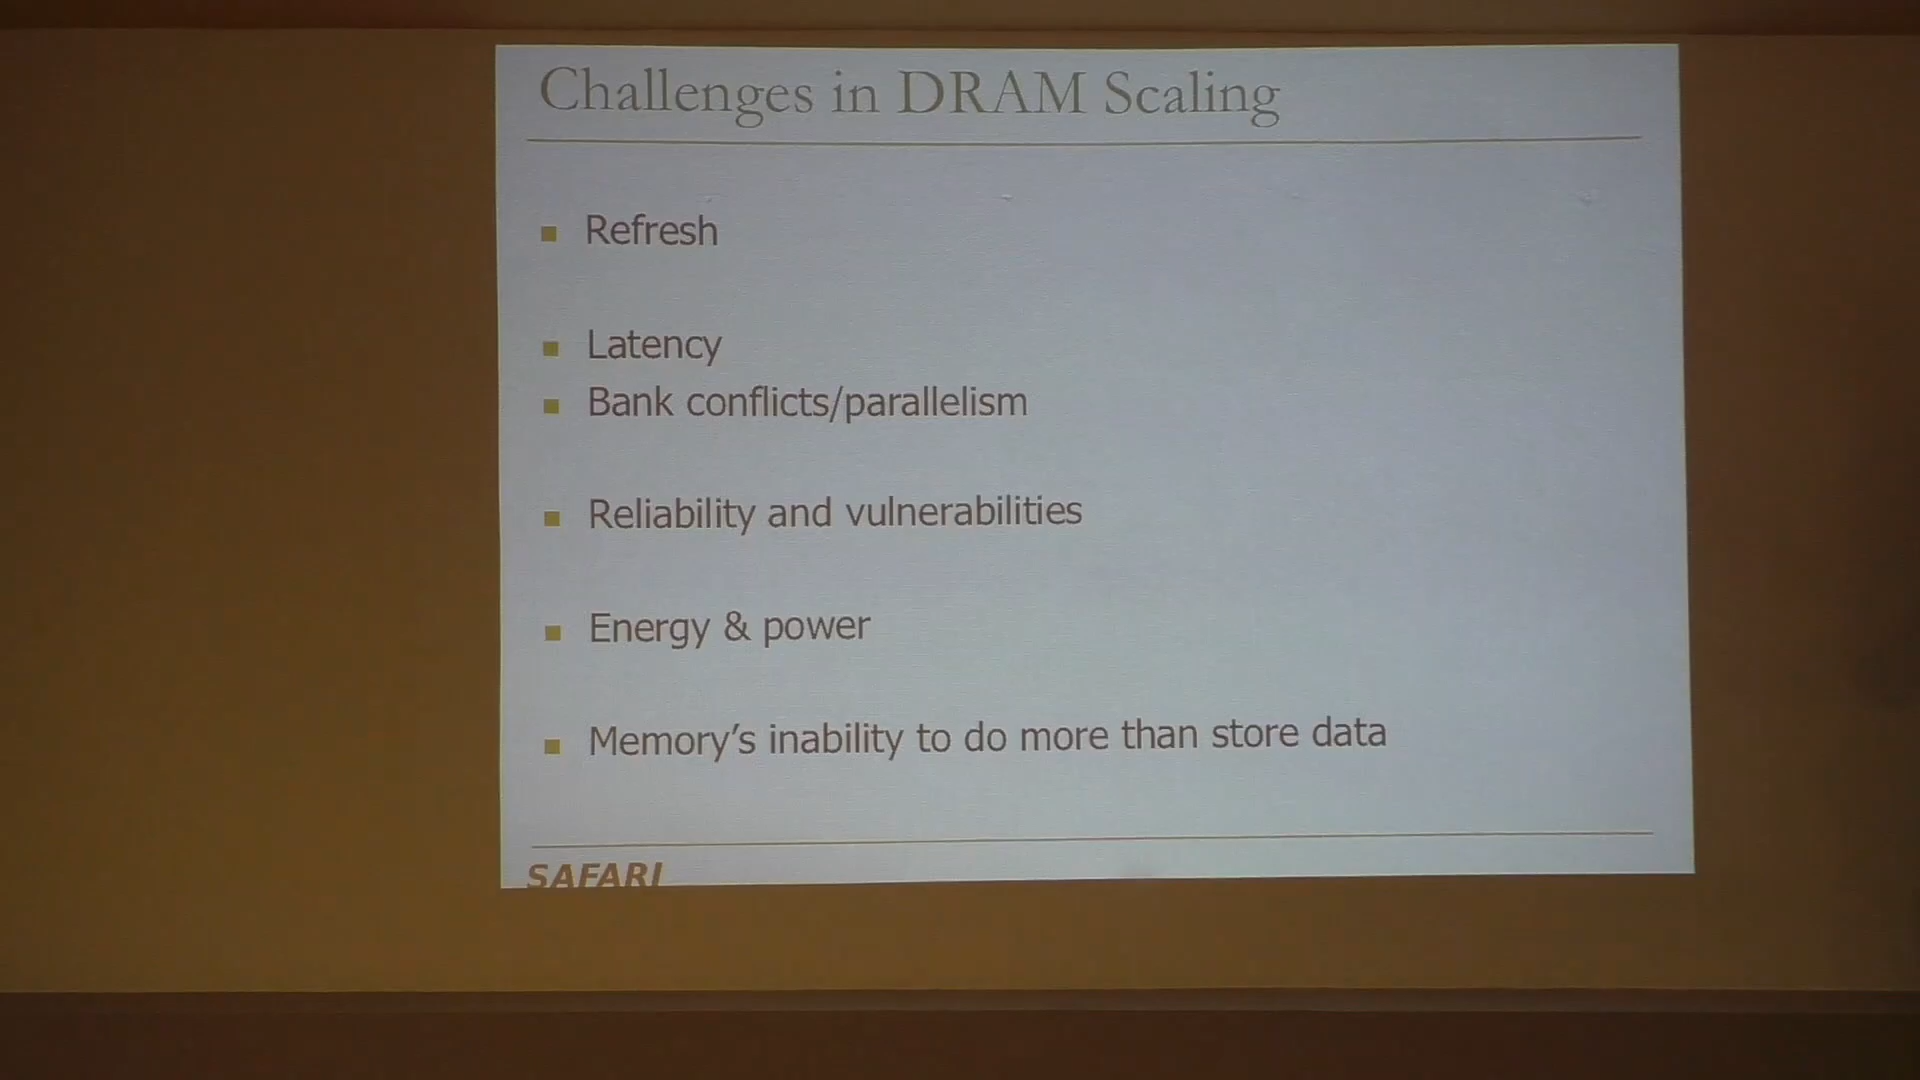 Challenges in DRAM Scaling
Refresh
Latency
Bank conflicts/parallelism
Reliability and vulnerabilities
Energy & power
Memory’s inability to do more than store data
SAFARI